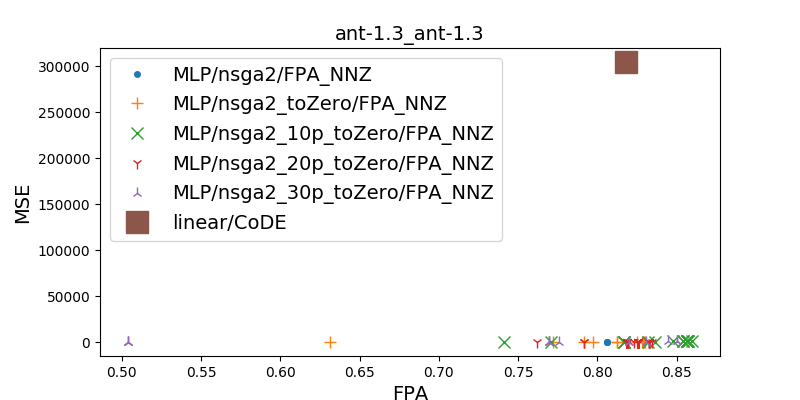 ant-1.3_ant-1.3
MSE
300000
250000
200000
150000
100000
50000
0
MLP/nsga2/FPA_NNZ
MLP/nsga2_toZero/FPA_NNZ
MLP/nsga2_10p_toZero/FPA_NNZ
MLP/nsga2_20p_toZero/FPA_NNZ
MLP/nsga2_30p_toZero/FPA_NNZ
linear/CoDE
0.50 0.55 0.60 0.65 0.70 0.75 0.80 0.85
FPA